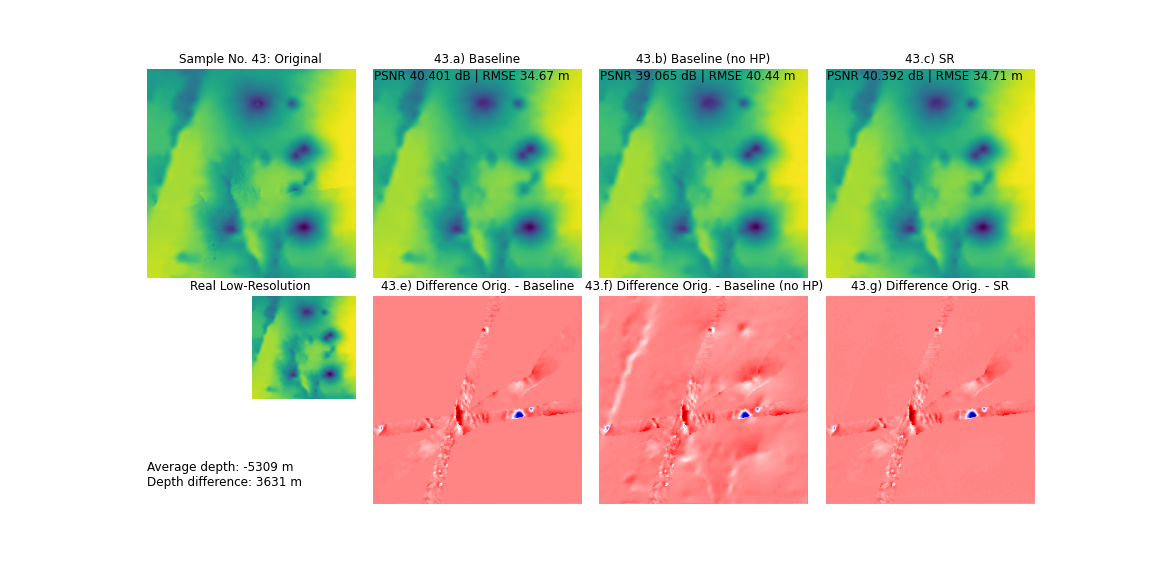 Sample No. 43: Original
43.a) Baseline
43.b) Baseline (no HP)
43.c) SR
PSNR 40.401 dB | RMSE 34.67 m
PSNR 39.065 dB | RMSE 40.44 m
PSNR 40.392 dB | RMSE 34.71 m
Real Low-Resolution
43.e) Difference Orig. - Baseline
43.f) Difference Orig. - Baseline (no HP)
43.g) Difference Orig. - SR
Average depth: -5309 m
Depth difference: 3631 m